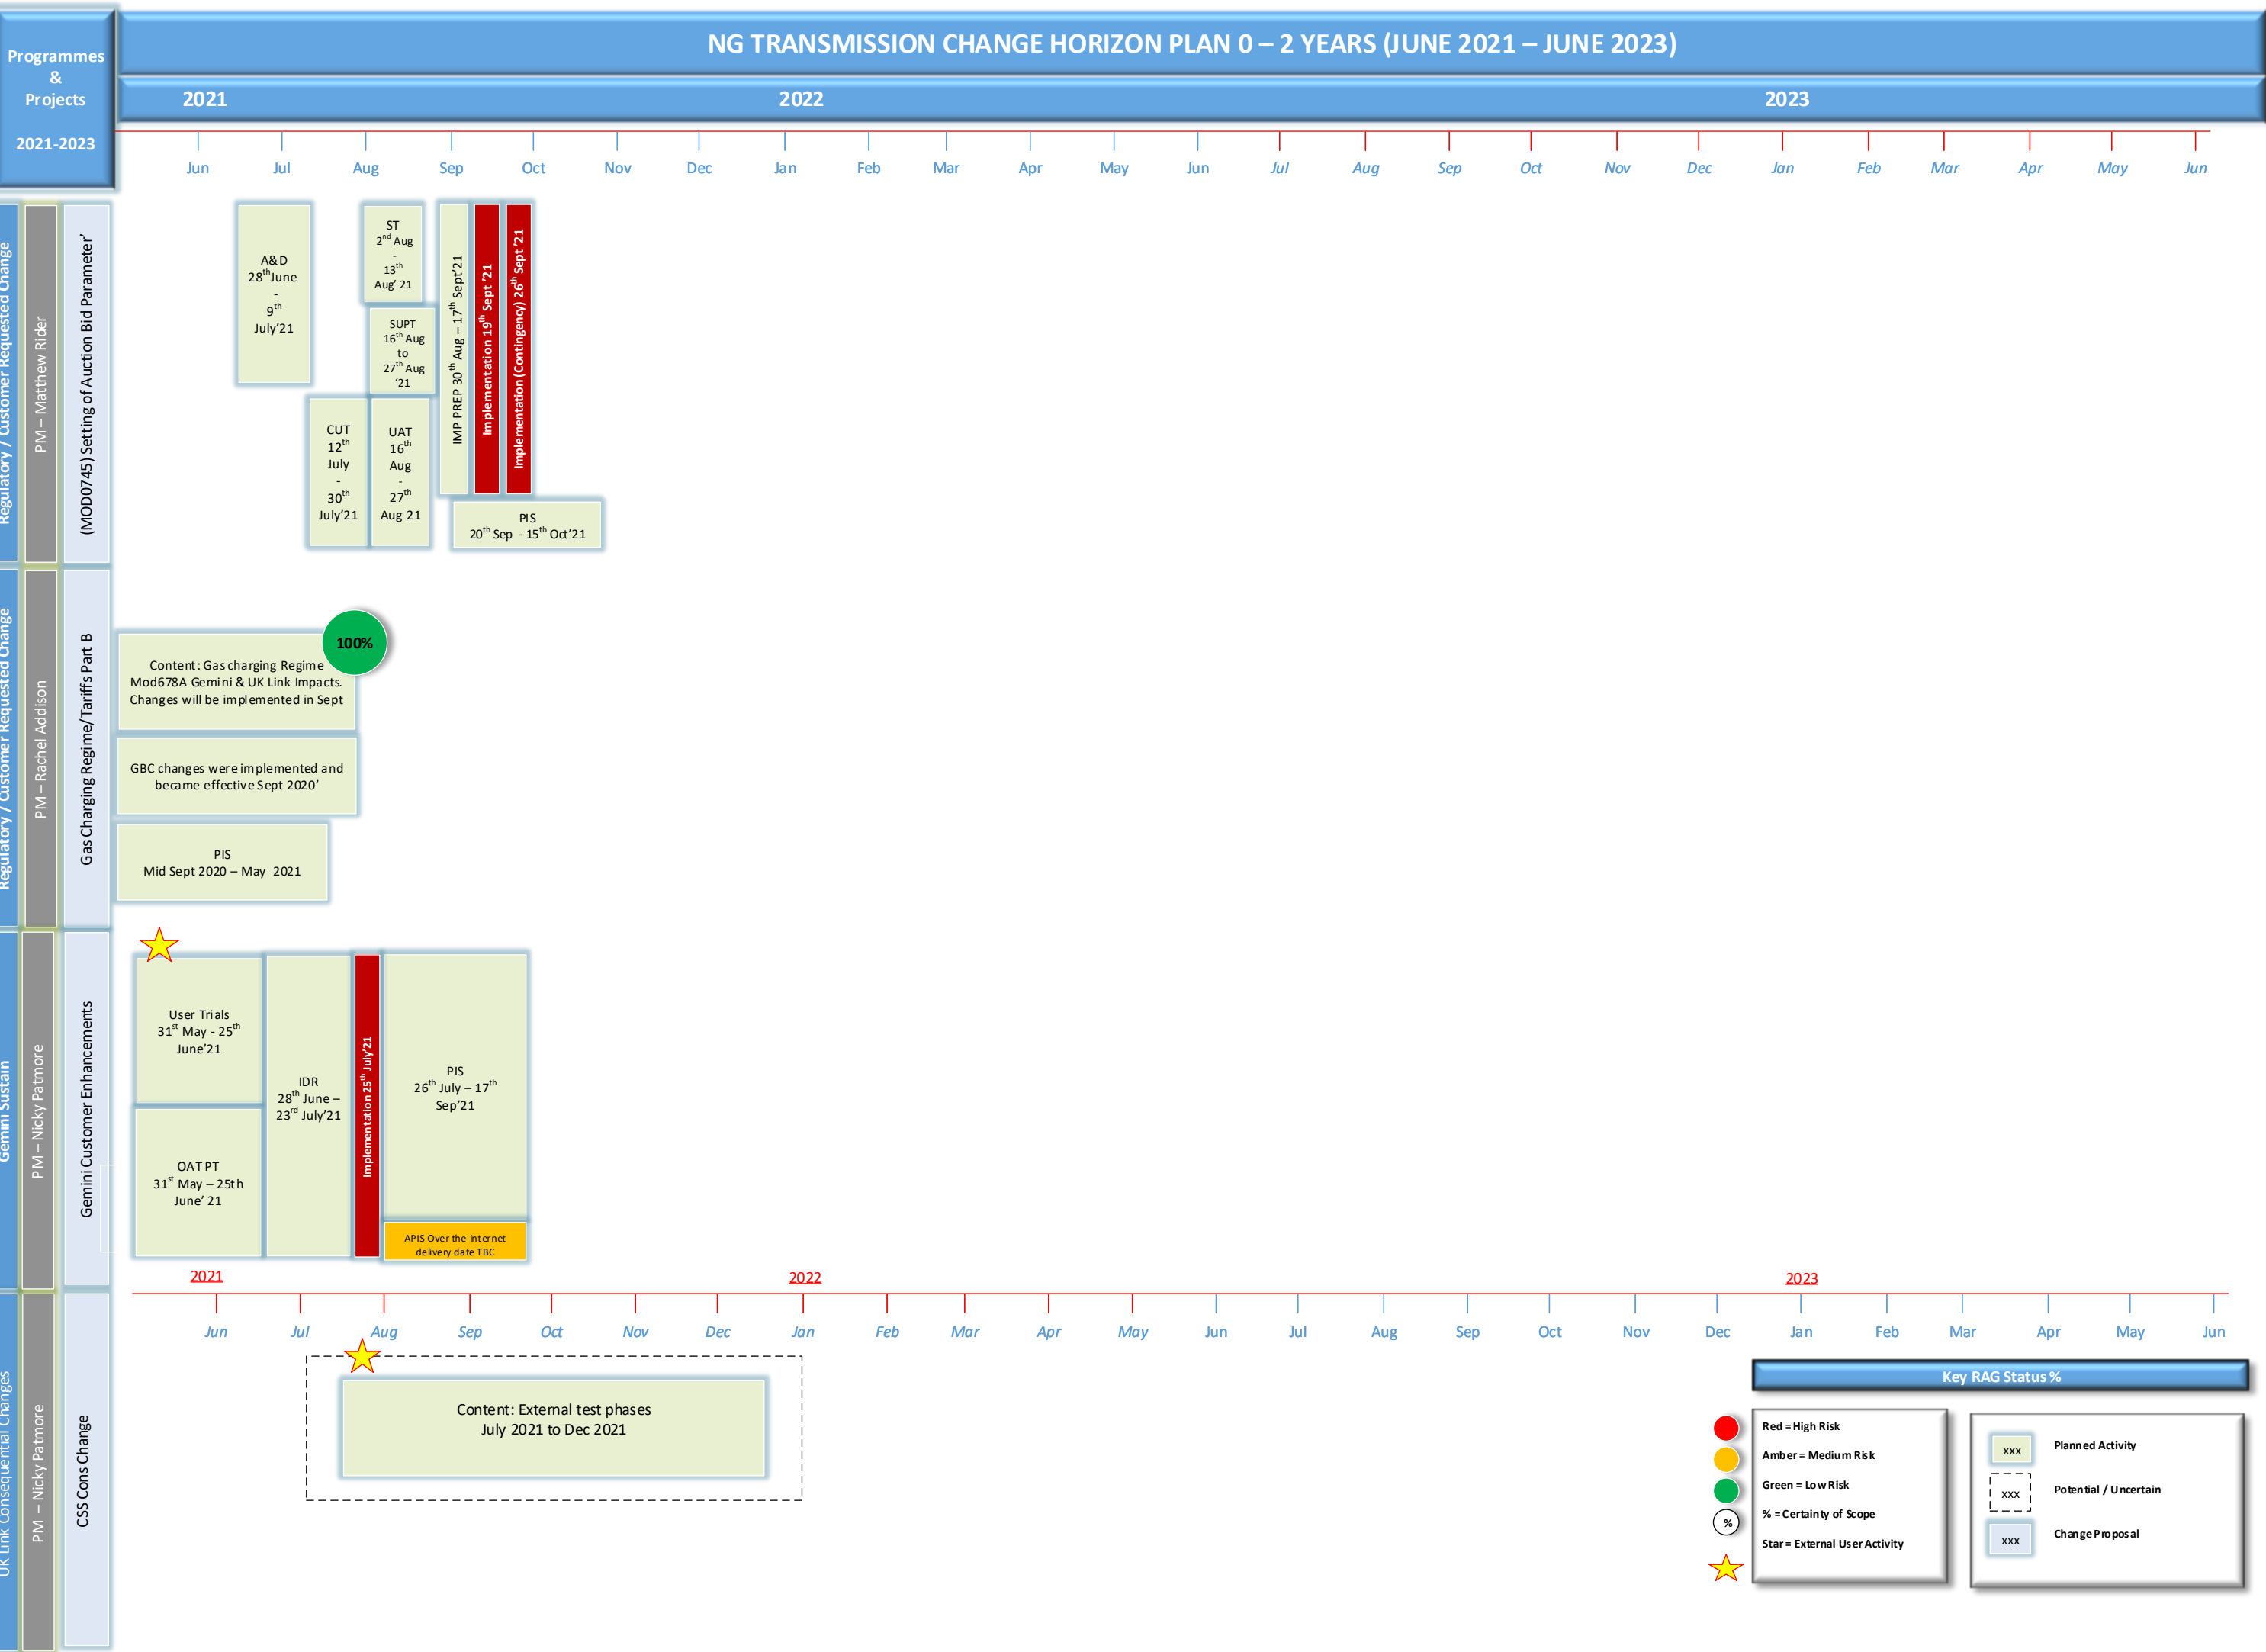 Programmes
&
Projects
2021-2023
NG TRANSMISSION CHANGE HORIZON PLAN 0 – 2 YEARS (JUNE 2021 – JUNE 2023)
2021 2022 2023
Jun Jul Aug Sep Oct Nov Dec Jan Feb Mar Apr May Jun Jul Aug Sep Oct Nov Dec Jan Feb Mar Apr May Jun
Regulatory / Customer Requested Change
PM – Matthew Rider
(MOD0745) Setting of Auction Bid Parameter’
A&D
28th June
-
9th
July’21
CUT
12th
July
-
30th
July’21
ST
2nd Aug
-
13th
Aug’ 21
SUPT
16th Aug
to
27th Aug
‘21
UAT
16th
Aug
-
27th
Aug 21
IMP PREP 30th Aug – 17th Sept’21
Implementation 19th Sept ’21
Implementation (Contingency) 26th Sept ’21
PIS
20th Sep - 15th Oct’21
Regulatory / Customer Requested Change
PM – Rachel Addison
Gas Charging Regime/Tariffs Part B
100%
Content: Gas charging Regime
Mod678A Gemini & UK Link Impacts.
Changes will be implemented in Sept
GBC changes were implemented and
became effective Sept 2020’
PIS
Mid Sept 2020 – May 2021
Gemini Sustain
PM – Nicky Patmore
Gemini Customer Enhancements
User Trials
31st May - 25th
June’21
OAT PT
31st May – 25th
June’ 21
IDR
28th June –
23rd July’21
Implementation 25th July’21
PIS
26th July – 17th
Sep’21
APIS Over the internet
delivery date TBC
2021 2022 2023
Jun Jul Aug Sep Oct Nov Dec Jan Feb Mar Apr May Jun Jul Aug Sep Oct Nov Dec Jan Feb Mar Apr May Jun
UK Link Consequential Changes
PM – Nicky Patmore
CSS Cons Change
Content: External test phases
July 2021 to Dec 2021
Key RAG Status %
Red = High Risk
Amber = Medium Risk
Green = Low Risk
%
% = Certainty of Scope
Star = External User Activity
xxx
Planned Activity
xxx
Potential / Uncertain
xxx
Change Proposal